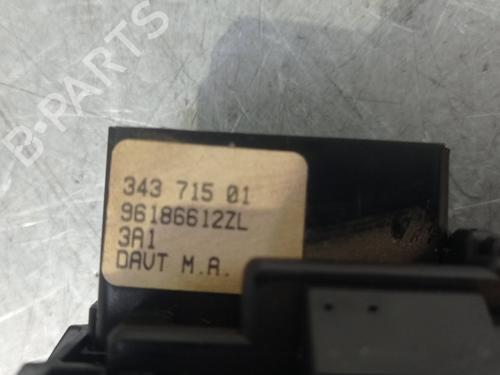 B-PARTS
343 715 01
96186612ZL
3A1
DAVT M.A.